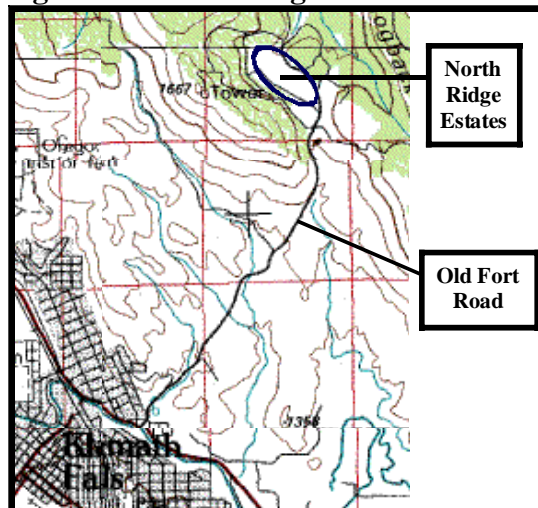 1667
Tower
North
Ridge
Estates
Old Fort
Road
1358
Klamath
Falls